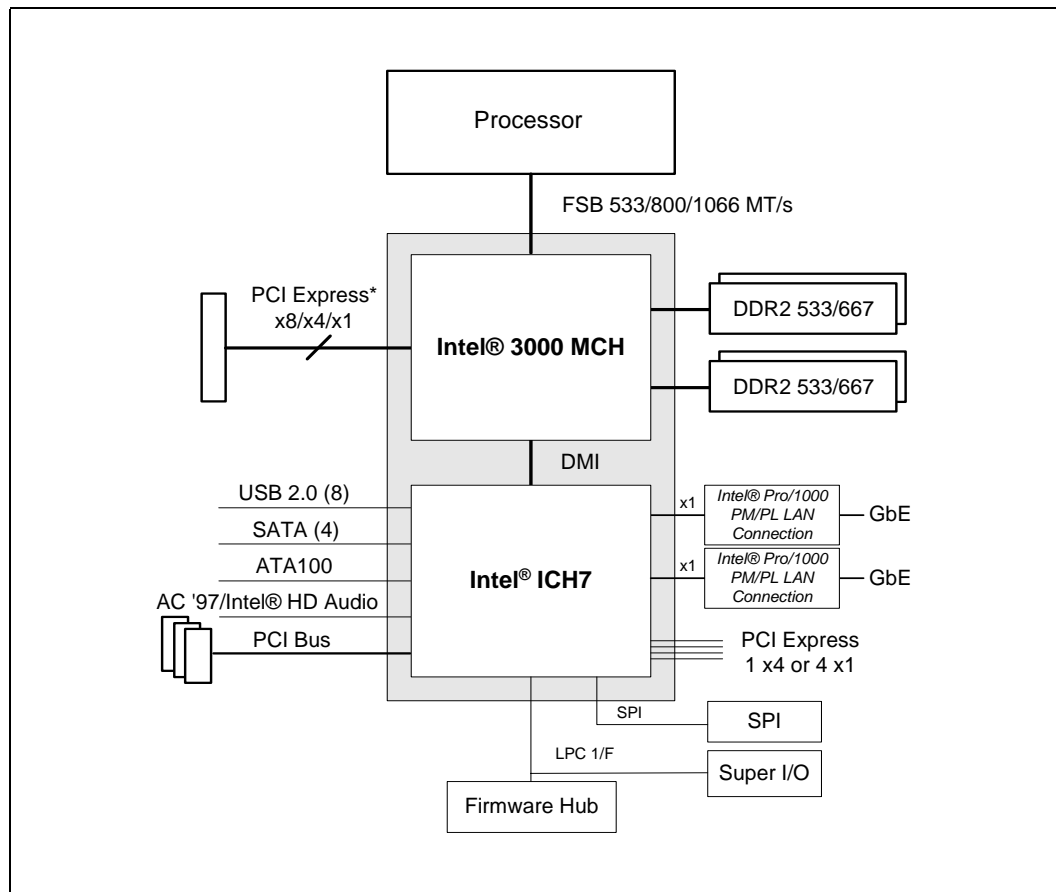 Processor
FSB 533/800/1066 MT/s
PCI Express*
x8/x4/x1
Intel® 3000 MCH
DDR2 533/667
DDR2 533/667
DMI
USB 2.0 (8)
SATA (4)
ATA100
AC '97/Intel® HD Audio
PCI Bus
Intel® ICH7
x1
Intel® Pro/1000
PM/PL LAN
Connection
GbE
x1
Intel® Pro/1000
PM/PL LAN
Connection
GbE
PCI Express
1 x4 or 4 x1
SPI
SPI
LPC 1/F
Super I/O
Firmware Hub